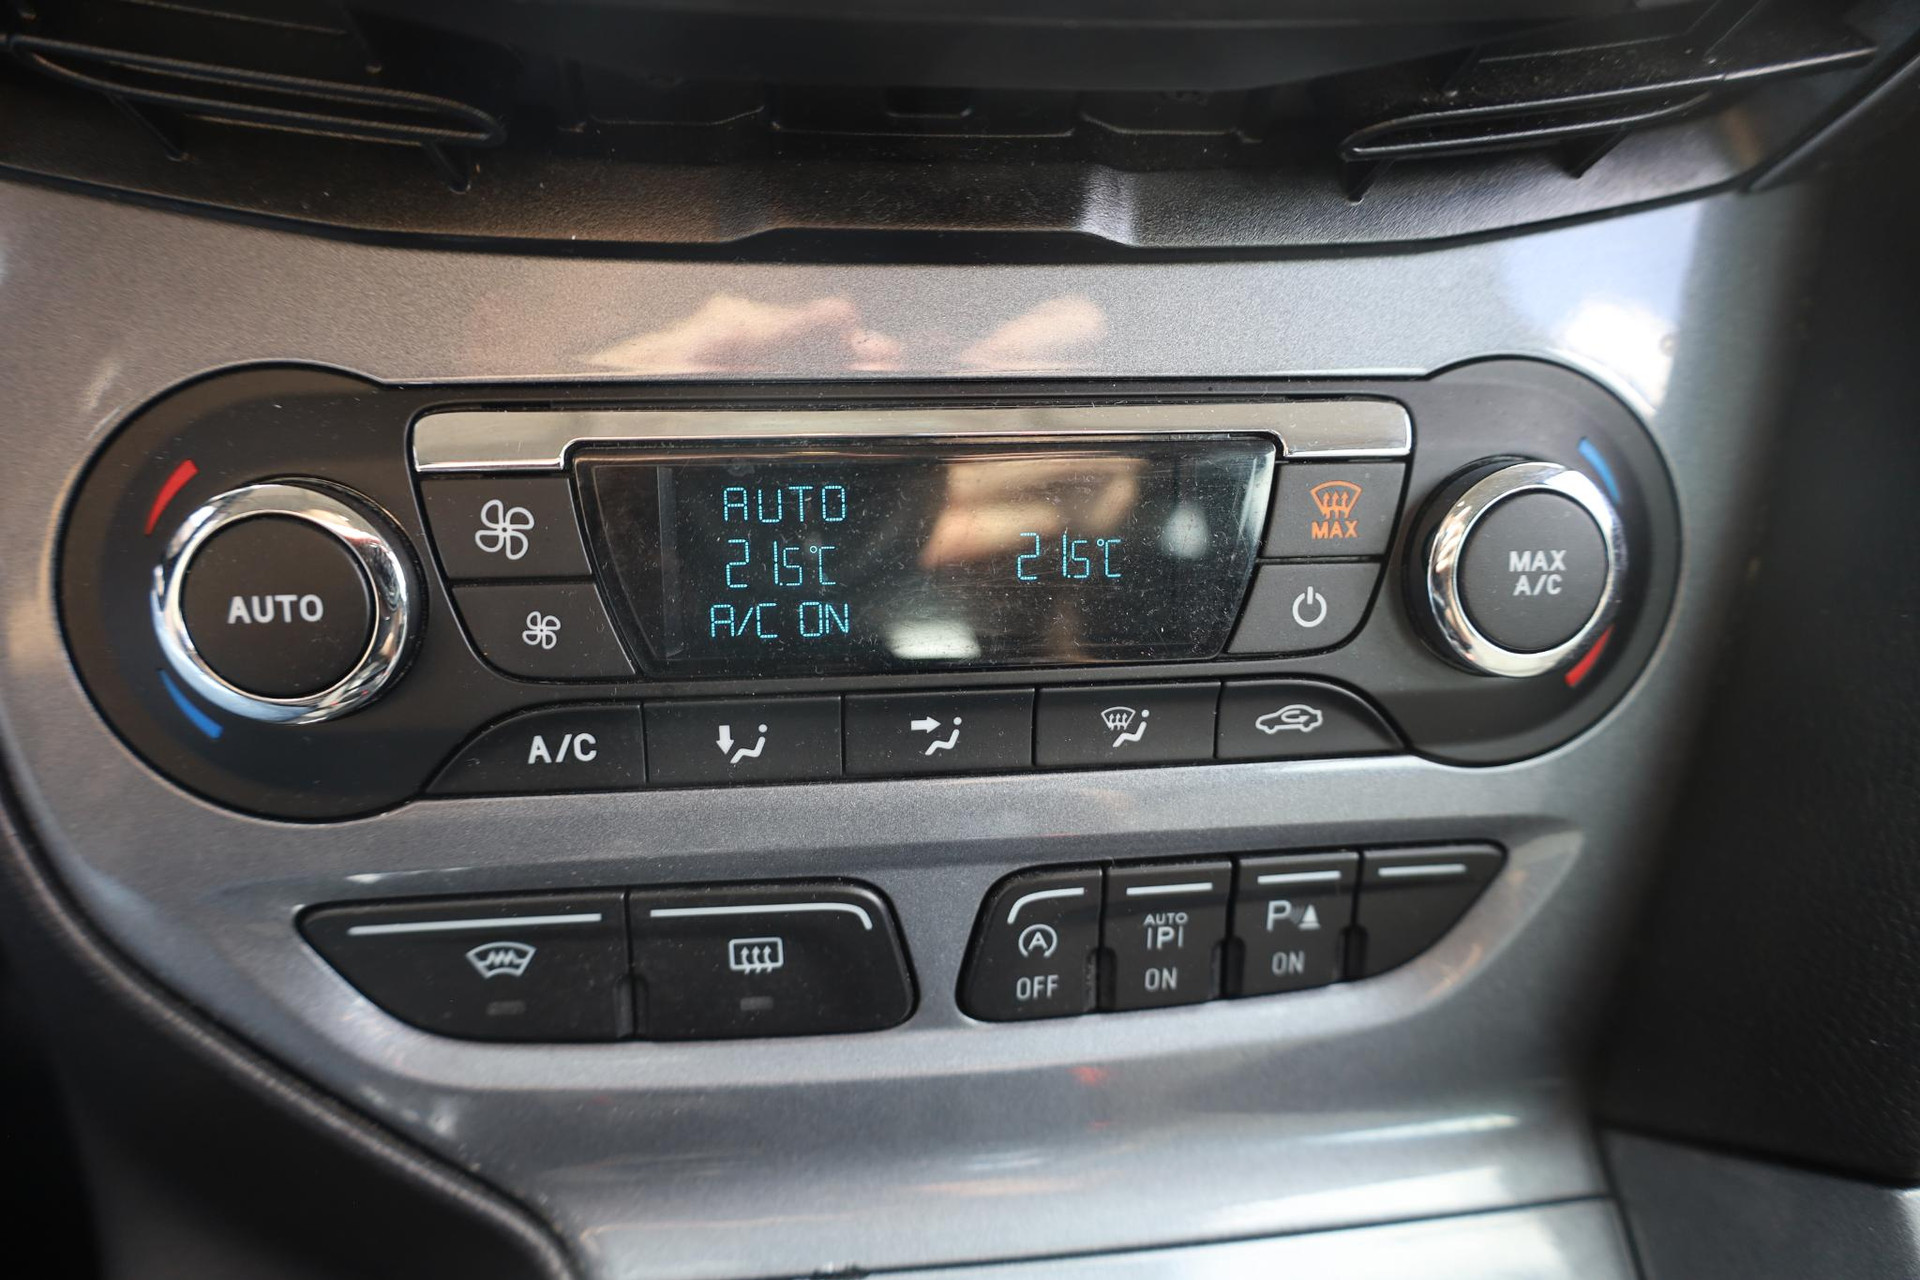 AUTO
AUTO
21.5°C
21.5°C
A/C ON
MAX
MAX
A/C
A/C
A
OFF
AUTO
P
ON
P
ON